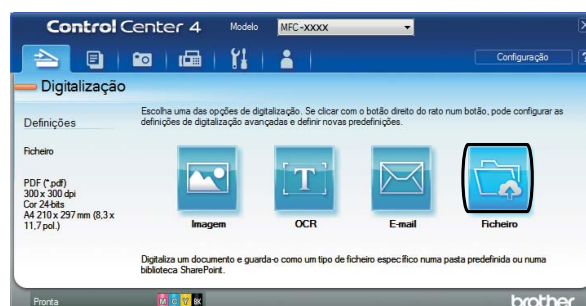 Control Center 4
Modelo
MFC-XXXX
Configuração
?
Digitalização
Definições
Ficheiro
PDF (*.pdf)
300 x 300 dpi
Cor 24-bits
A4 210 x 297 mm (8,3 x
11,7 pol.)
Escolha uma das opções de digitalização. Se clicar com o botão direito do rato num botão, pode configurar as
definições de digitalização avançadas e definir novas predefinições.
T
Imagem
OCR
E-mail
Ficheiro
Digitaliza um documento e guarda-o como um tipo de ficheiro específico numa pasta predefinida ou numa
biblioteca SharePoint.
Pronta
M C Y BK
brother